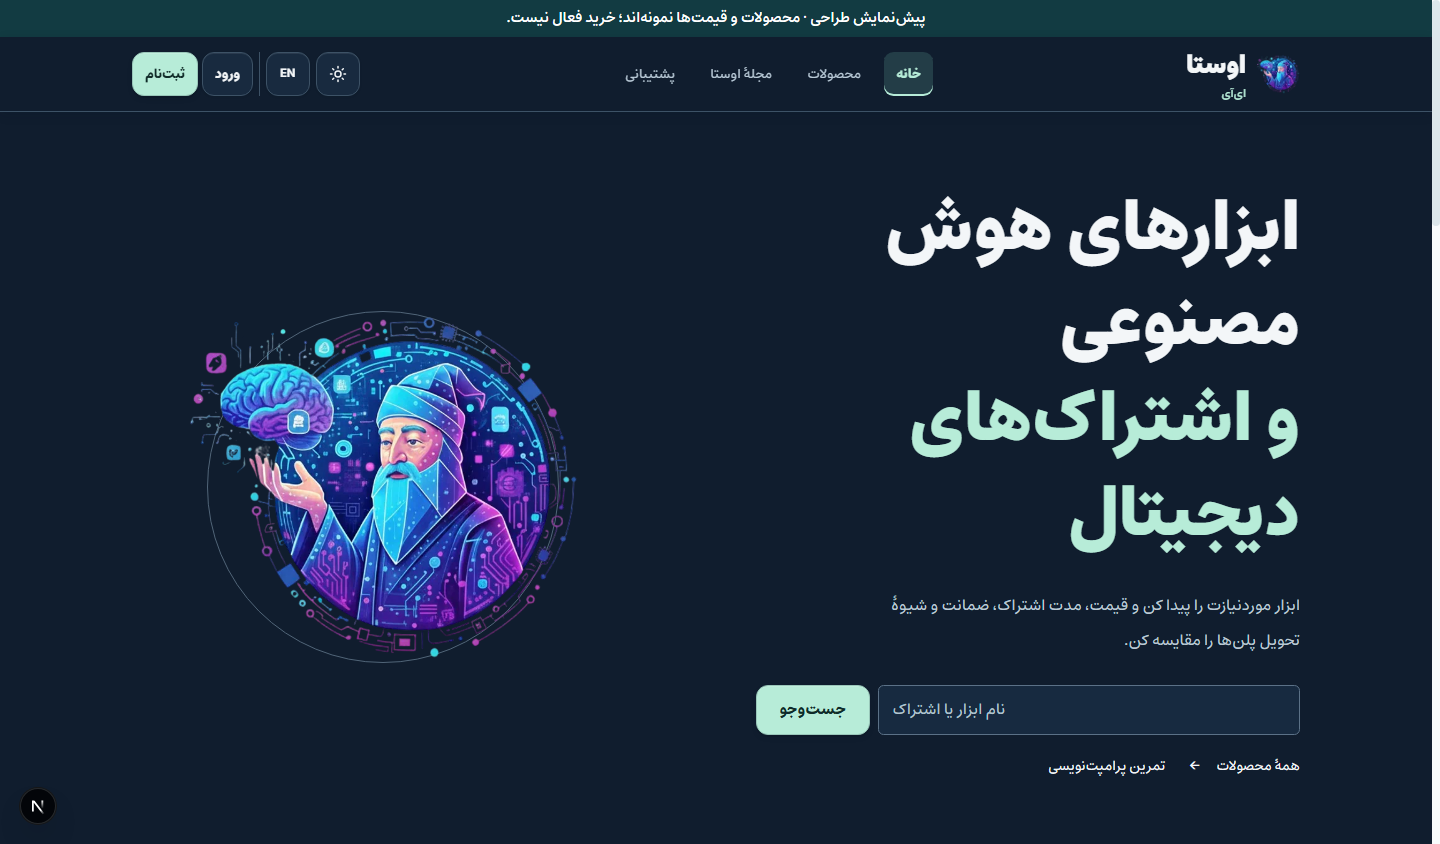 پیش‌نمایش طراحی · محصولات و قیمت‌ها نمونه‌اند؛ خرید فعال نیست.
اوستا
ای‌آی
خانه
محصولات
مجلهٔ اوستا
پشتیبانی
EN
ورود
ثبت‌نام
ابزارهای هوش
مصنوعی
و اشتراک‌های
دیجیتال
ابزار موردنیازت را پیدا کن و قیمت، مدت اشتراک، ضمانت و شیوهٔ
تحویل پلن‌ها را مقایسه کن.
نام ابزار یا اشتراک
جست‌وجو
همهٔ محصولات ←
تمرین پرامپت‌نویسی
N